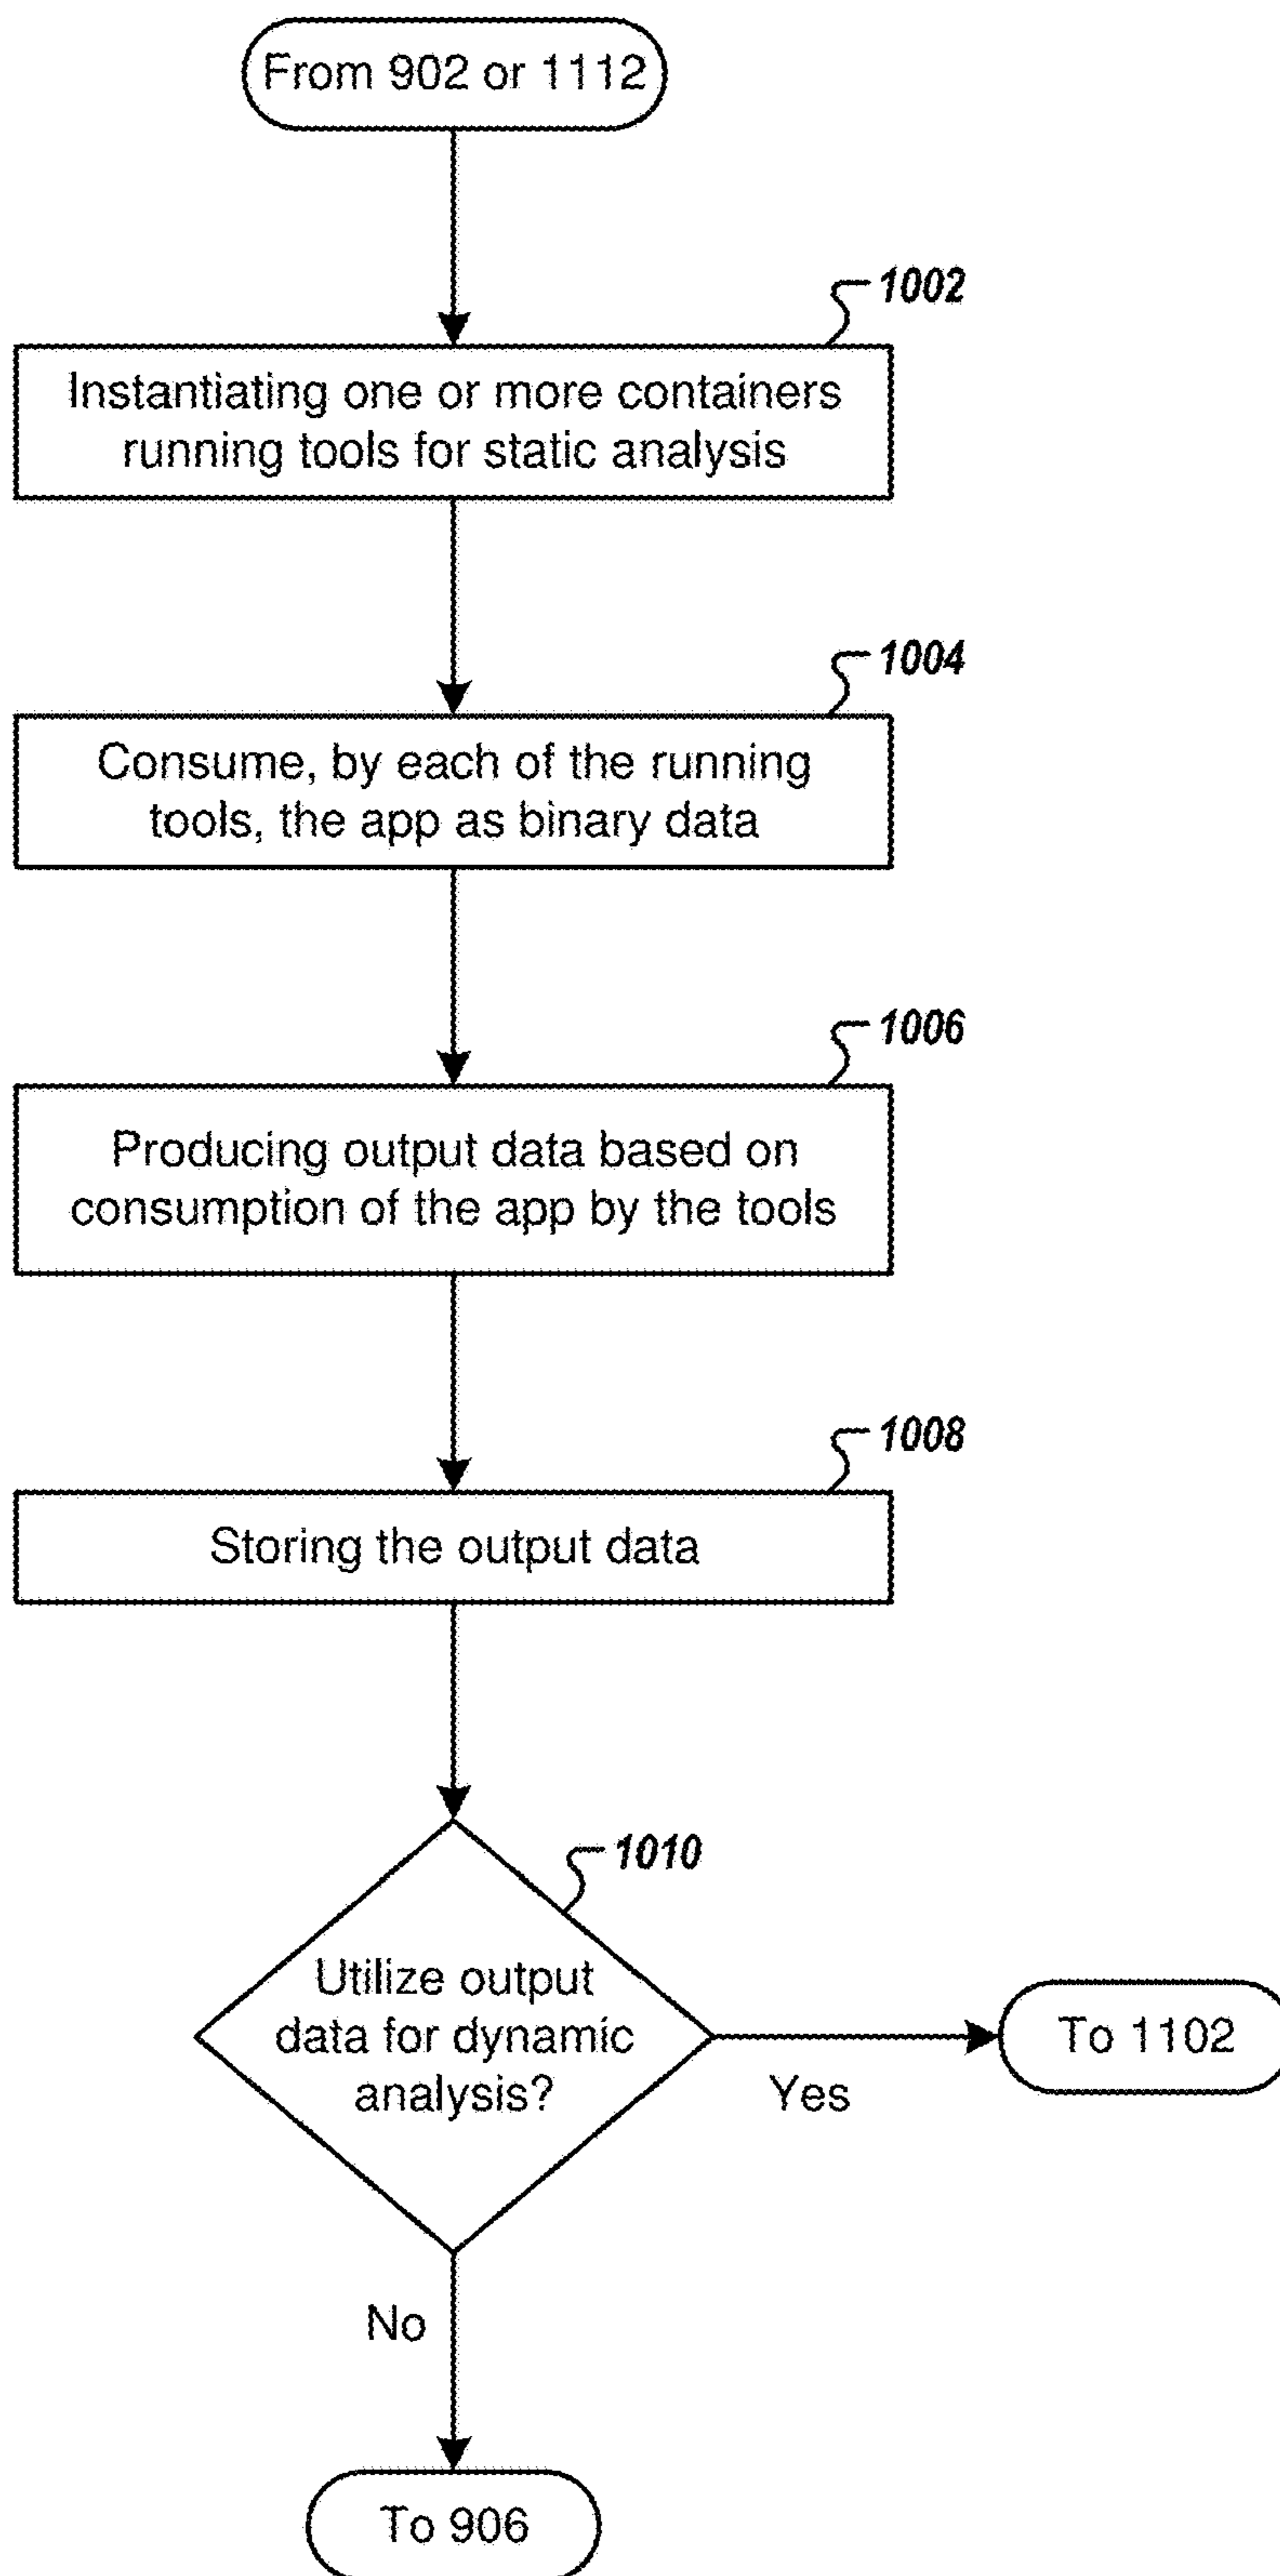 From 902 or 1112
1002
Instantiating one or more containers
running tools for static analysis
1004
Consume, by each of the running
tools, the app as binary data
1006
Producing output data based on
consumption of the app by the tools
1008
Storing the output data
1010
Utilize output
data for dynamic
analysis?
Yes
To 1102
No
To 906